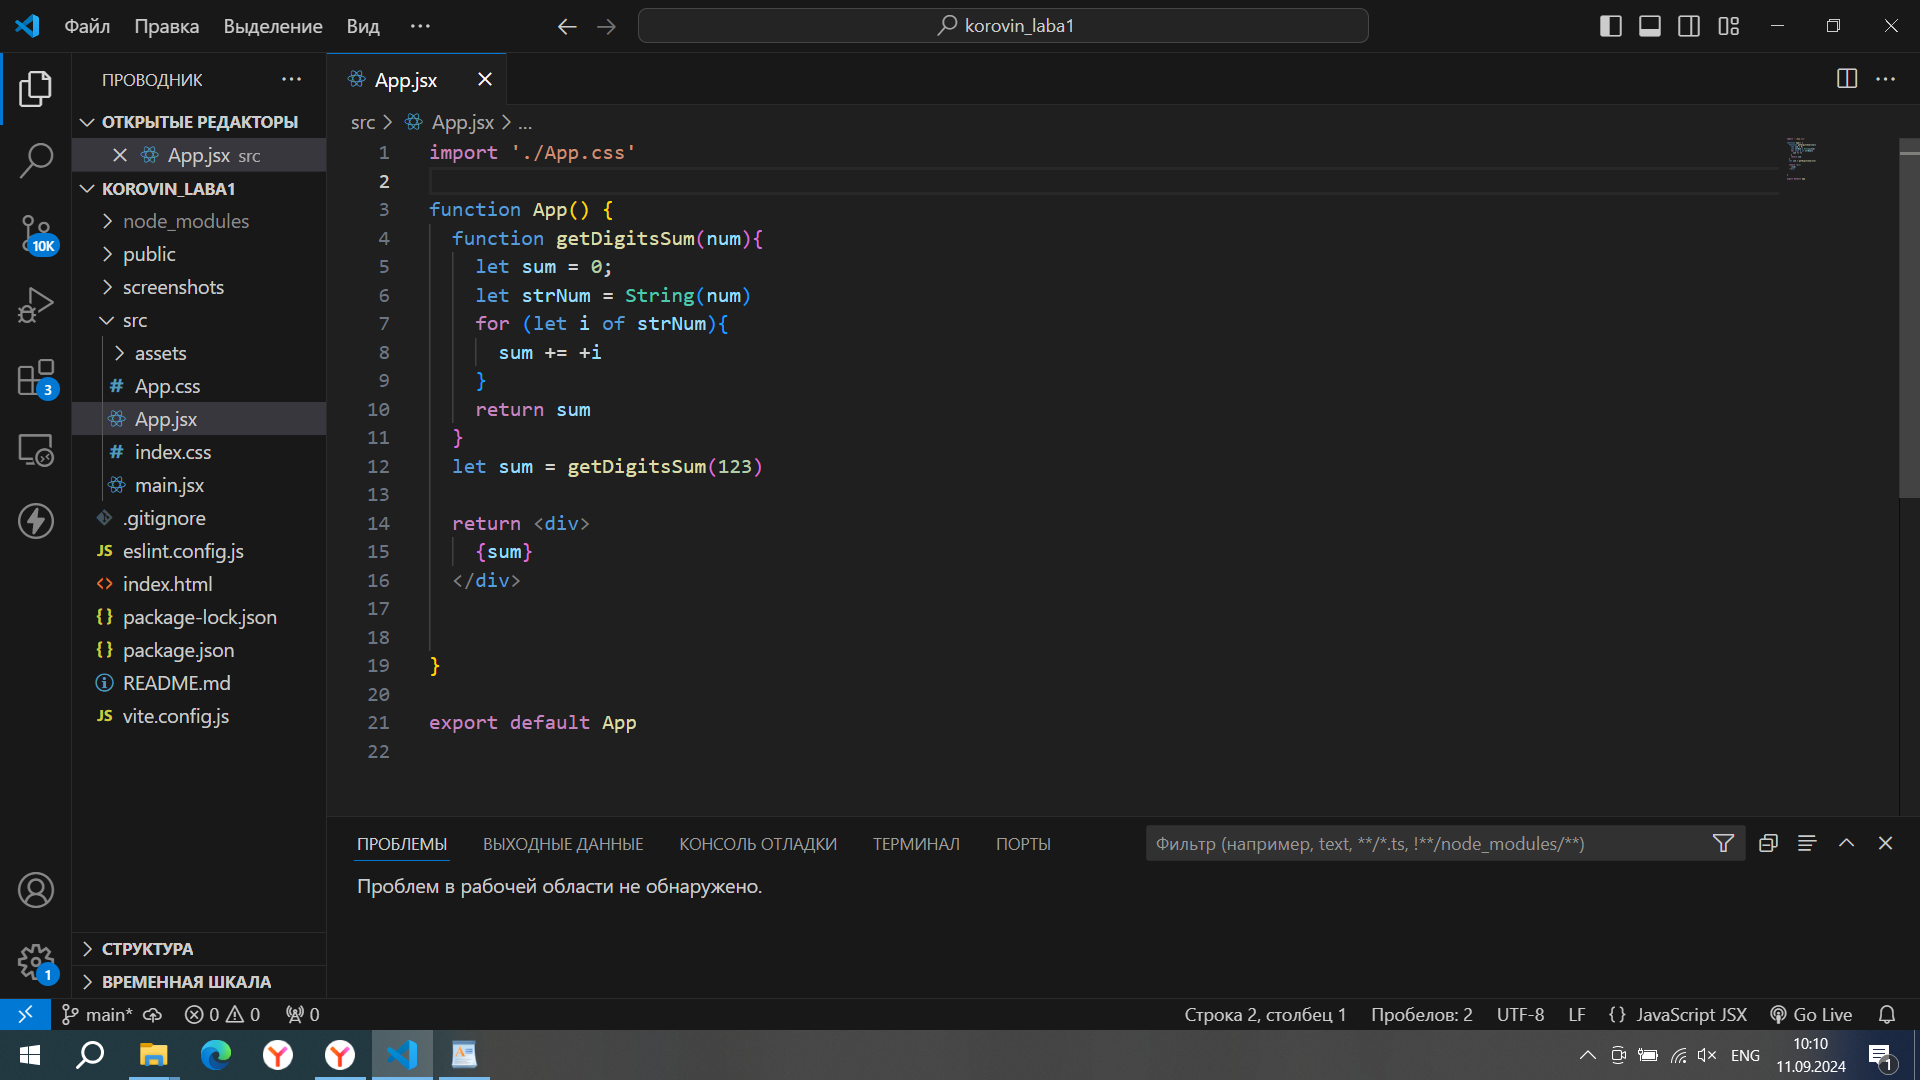 Файл Правка Выделение Вид ··· korovin_laba1
ПРОВОДНИК ···
ОТКРЫТЫЕ РЕДАКТОРЫ
App.jsx src
KOROVIN_LABA1
node_modules
public
screenshots
src
assets
# App.css
App.jsx
# index.css
main.jsx
.gitignore
JS eslint.config.js
<> index.html
{} package-lock.json
{} package.json
README.md
JS vite.config.js
СТРУКТУРА
ВРЕМЕННАЯ ШКАЛА
10K
3
1
App.jsx
src > App.jsx > ...
1 import './App.css'
2
3 function App() {
4 function getDigitsSum(num){
5 let sum = 0;
6 let strNum = String(num)
7 for (let i of strNum){
8 sum += +i
9 }
10 return sum
11 }
12 let sum = getDigitsSum(123)
13
14 return <div>
15 {sum}
16 </div>
17
18
19 }
20
21 export default App
22
ПРОБЛЕМЫ ВЫХОДНЫЕ ДАННЫЕ КОНСОЛЬ ОТЛАДКИ ТЕРМИНАЛ ПОРТЫ Фильтр (например, text, **/*.ts, !**/node_modules/**)
Проблем в рабочей области не обнаружено.
main* 0 0 0 Строка 2, столбец 1 Пробелов: 2 UTF-8 LF {} JavaScript JSX Go Live
ENG 10:10
11.09.2024 1